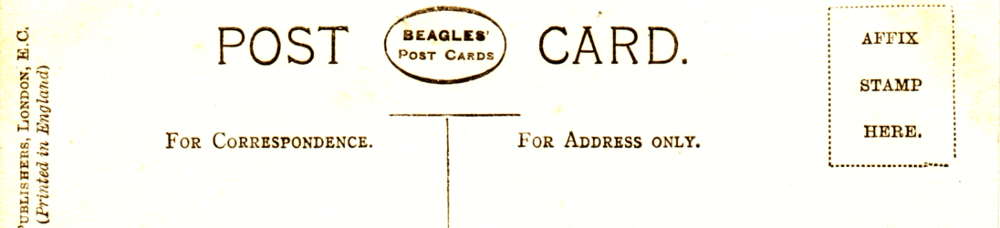 POST CARD.
BEAGLES'
POST CARDS
AFFIX
STAMP
HERE.
FOR CORRESPONDENCE.
FOR ADDRESS ONLY.
PUBLISHERS, LONDON, E.C.
(Printed in England)